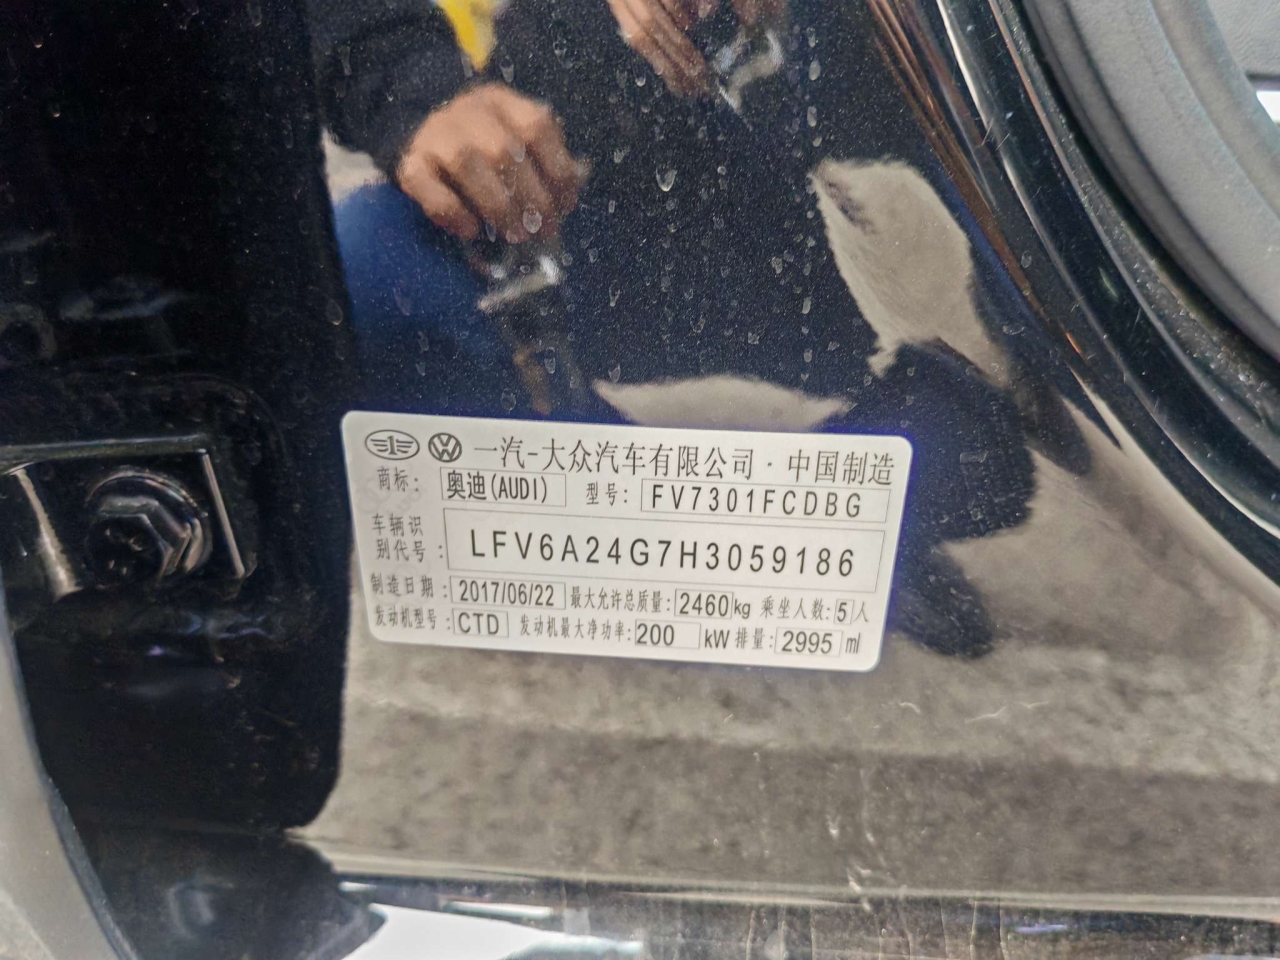 一汽-大众汽车有限公司·中国制造
商标: 奥迪(AUDI) 型号: FV7301FCDBG
车辆识
别代号: LFV6A24G7H3059186
制造日期: 2017/06/22 最大允许总质量: 2460kg 乘坐人数: 5人
发动机型号: CTD 发动机最大净功率: 200 kW 排量: 2995 ml